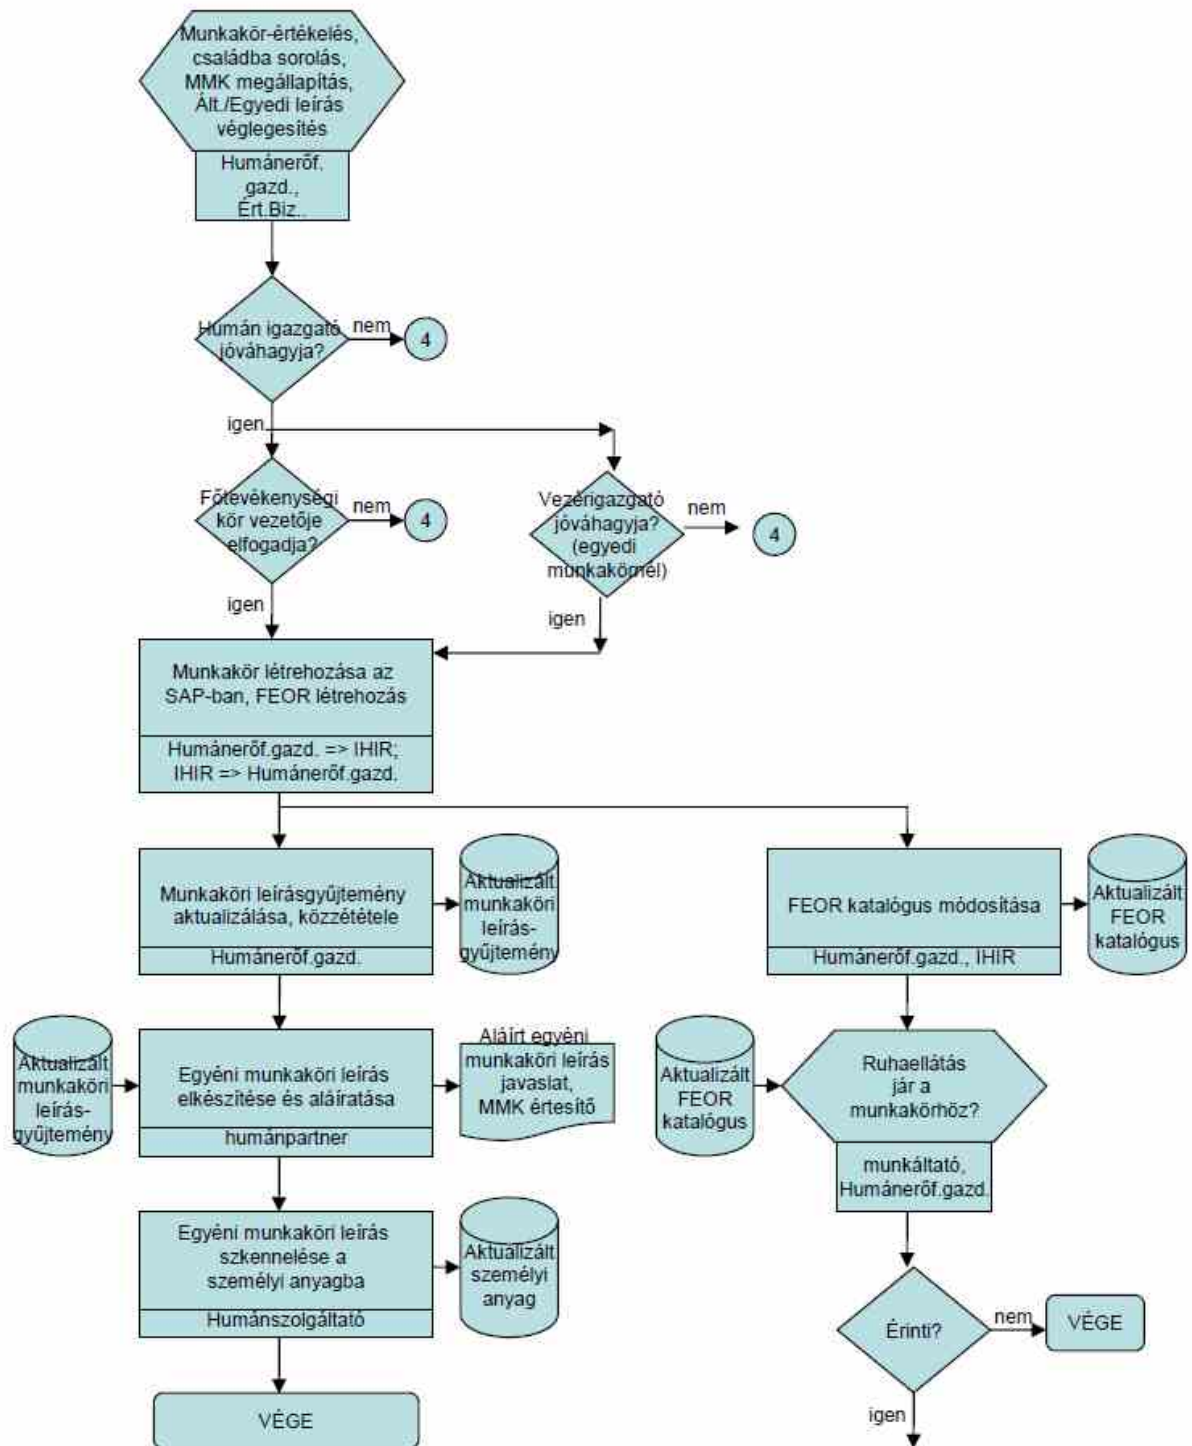 Munkakör-értékelés,
családba sorolás,
MMK megállapítás,
Ált./Egyedi leírás
véglegesítés
Humánerőf.
gazd.,
Ért.Biz..
Humán igazgató
jóváhagyja?
nem
4
igen
Főtevékenységi
kör vezetője
elfogadja?
nem
4
Vezérigazgató
jóváhagyja?
(egyedi
munkakörnél)
nem
4
igen
igen
Munkakör létrehozása az
SAP-ban, FEOR létrehozás
Humánerőf.gazd. => IHIR;
IHIR => Humánerőf.gazd.
Munkaköri leírásgyűjtemény
aktualizálása, közzététele
Humánerőf.gazd.
Aktualizált
munkaköri
leírás-
gyűjtemény
FEOR katalógus módosítása
Humánerőf.gazd., IHIR
Aktualizált
FEOR
katalógus
Aktualizált
munkaköri
leírás-
gyűjtemény
Egyéni munkaköri leírás
elkészítése és aláíratása
humánpartner
Aláírt egyéni
munkaköri leírás
javaslat,
MMK értesítő
Aktualizált
FEOR
katalógus
Ruhaellátás
jár a
munkakörhöz?
munkáltató,
Humánerőf.gazd.
Egyéni munkaköri leírás
szkennelése a
személyi anyagba
Humánszolgáltató
Aktualizált
személyi
anyag
Érinti?
nem
VÉGE
igen
VÉGE